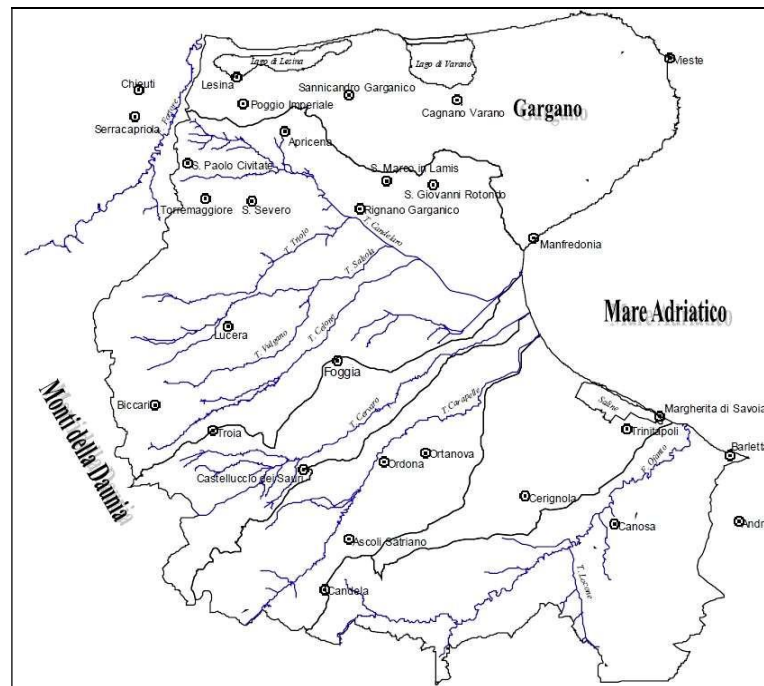 Vieste
Lago di Lesina
Lago di Varano
Lesina
Chieuti
Sannicandro Garganico
Cagnano Varano
Poggio Imperiale
Gargano
Serracapriola
Fortore
Apricena
S. Paolo Civitate
S. Marco in Lamis
S. Giovanni Rotondo
Torremaggiore
S. Severo
Rignano Garganico
T. Candelaro
T. Triolo
Manfredonia
T. Salsola
Mare Adriatico
Lucera
T. Vulgano
T. Celone
Foggia
Monti della Daunia
Biccari
T. Cervaro
T. Carapelle
Saline
Margherita di Savoia
Troia
Trinitapoli
Barletta
Castelluccio dei Sauri
Ordona
Ortanova
F. Ofanto
Cerignola
Canosa
Andr
Ascoli Satriano
Candela
T. Locone